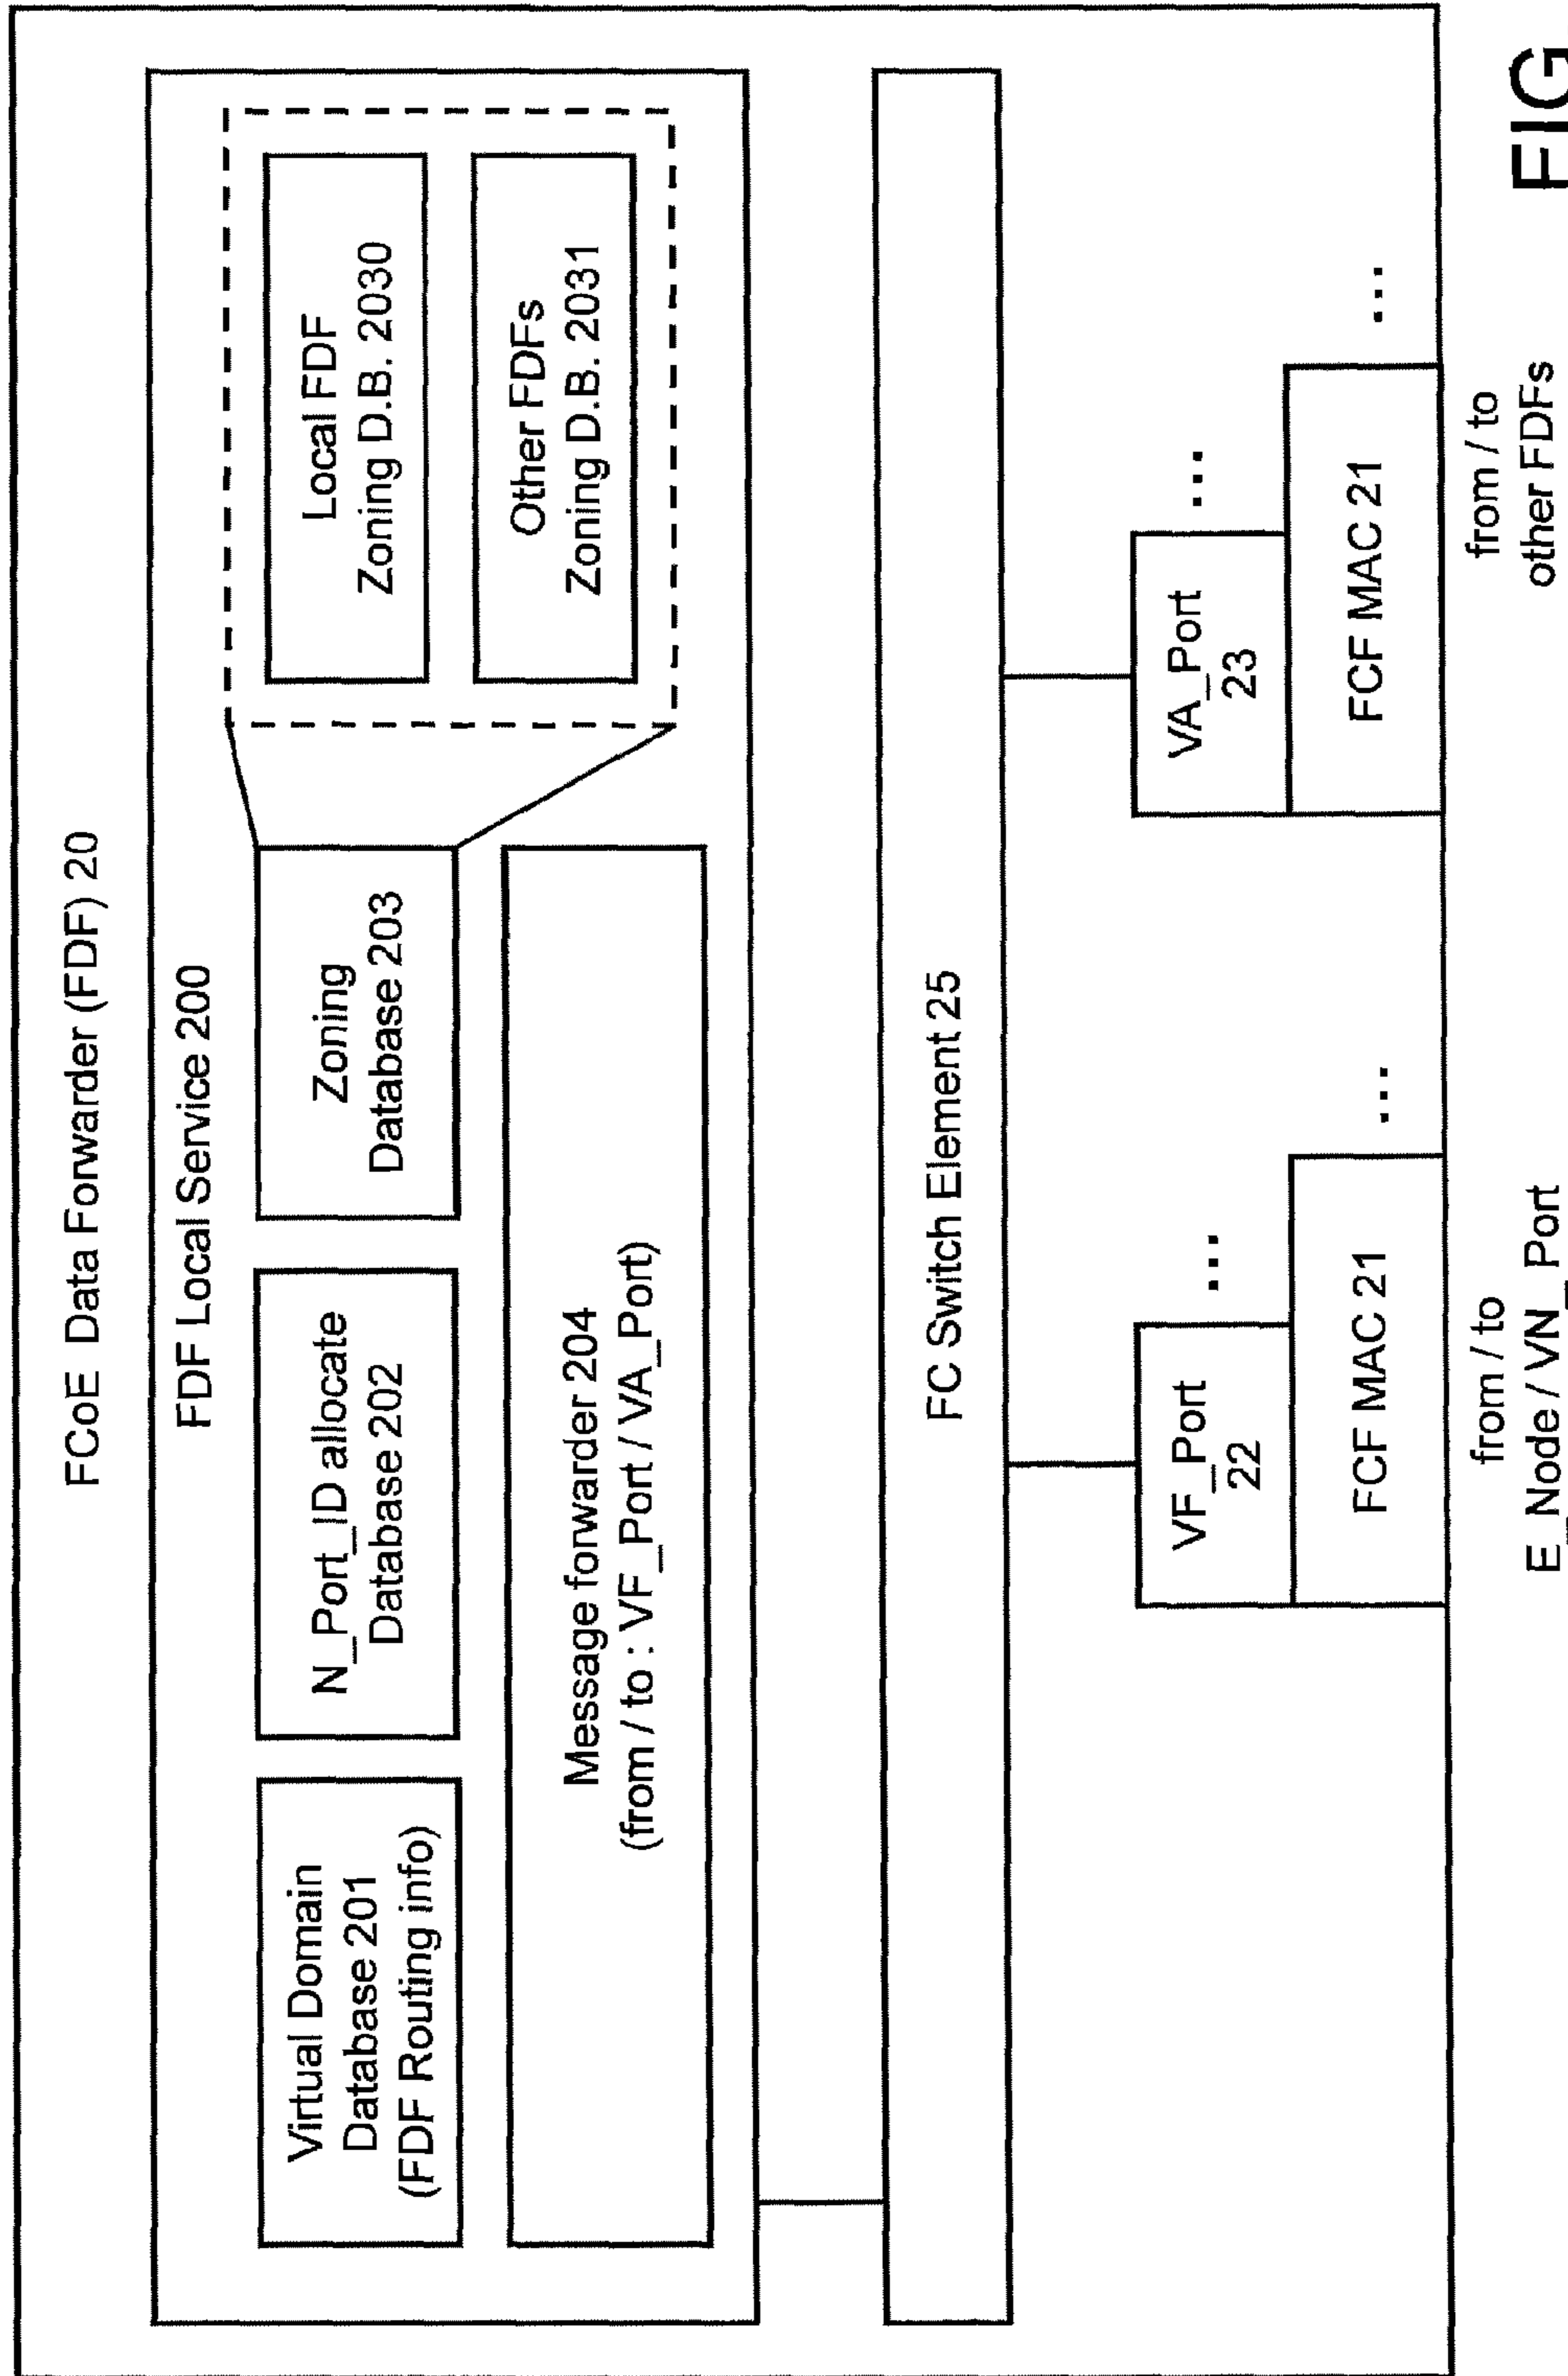 FCoE Data Forwarder (FDF) 20
FDF Local Service 200
Virtual Domain
Database 201
(FDF Routing info)
N_Port_ID allocate
Database 202
Zoning
Database 203
Local FDF
Zoning D.B. 2030
Other FDFs
Zoning D.B. 2031
Message forwarder 204
(from / to : VF_Port / VA_Port)
FC Switch Element 25
VF_Port
22
...
FCF MAC 21
...
VA_Port
23
...
FCF MAC 21
...
from / to
E_Node / VN_Port
from / to
other FDFs
FIG